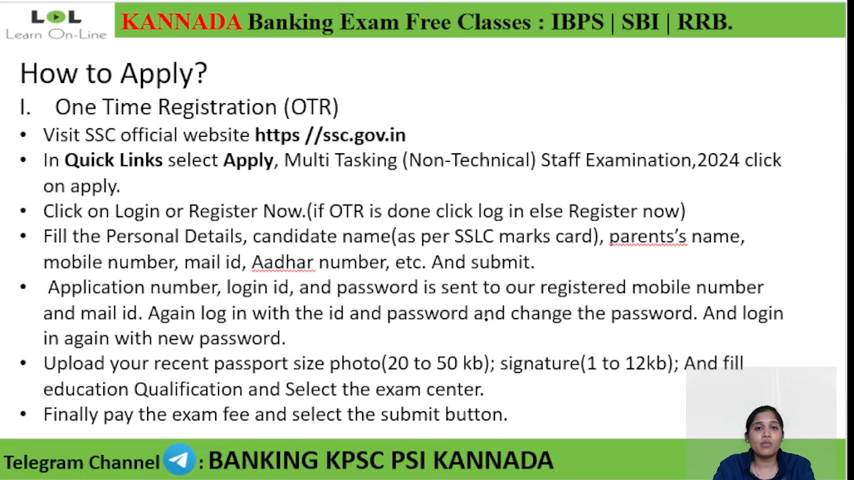 LOL
Learn On-Line
KANNADA Banking Exam Free Classes : IBPS | SBI | RRB.
How to Apply?
I. One Time Registration (OTR)
• Visit SSC official website https //ssc.gov.in
• In Quick Links select Apply, Multi Tasking (Non-Technical) Staff Examination,2024 click
on apply.
• Click on Login or Register Now.(if OTR is done click log in else Register now)
• Fill the Personal Details, candidate name(as per SSLC marks card), parents’s name,
mobile number, mail id, Aadhar number, etc. And submit.
• Application number, login id, and password is sent to our registered mobile number
and mail id. Again log in with the id and password and change the password. And login
in again with new password.
• Upload your recent passport size photo(20 to 50 kb); signature(1 to 12kb); And fill
education Qualification and Select the exam center.
• Finally pay the exam fee and select the submit button.
Telegram Channel : BANKING KPSC PSI KANNADA